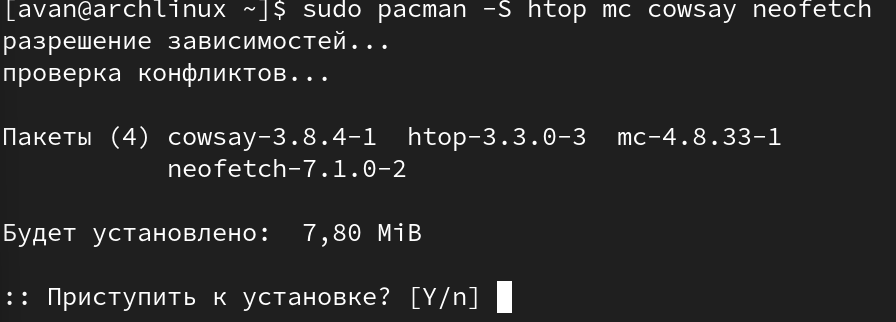 [avan@archlinux ~]$ sudo pacman -S htop mc cowsay neofetch
разрешение зависимостей...
проверка конфликтов...
Пакеты (4) cowsay-3.8.4-1  htop-3.3.0-3  mc-4.8.33-1
neofetch-7.1.0-2
Будет установлено:  7,80 MiB
:: Приступить к установке? [Y/n]